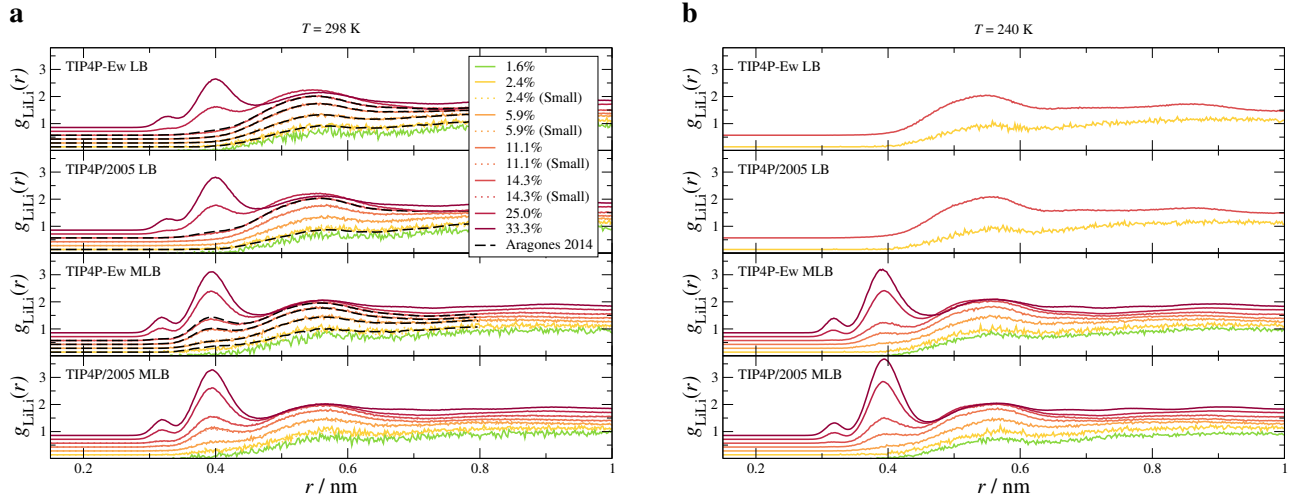 a
T = 298 K
TIP4P-Ew LB
TIP4P/2005 LB
TIP4P-Ew MLB
TIP4P/2005 MLB
gLiLi(r)
gLiLi(r)
gLiLi(r)
gLiLi(r)
3
2
1
3
2
1
3
2
1
3
2
1
1.6%
2.4%
2.4% (Small)
5.9%
5.9% (Small)
11.1%
11.1% (Small)
14.3%
14.3% (Small)
25.0%
33.3%
Aragones 2014
0.2 0.4 0.6 0.8 1
r / nm
b
T = 240 K
TIP4P-Ew LB
TIP4P/2005 LB
TIP4P-Ew MLB
TIP4P/2005 MLB
gLiLi(r)
gLiLi(r)
gLiLi(r)
gLiLi(r)
3
2
1
3
2
1
3
2
1
3
2
1
0.2 0.4 0.6 0.8 1
r / nm